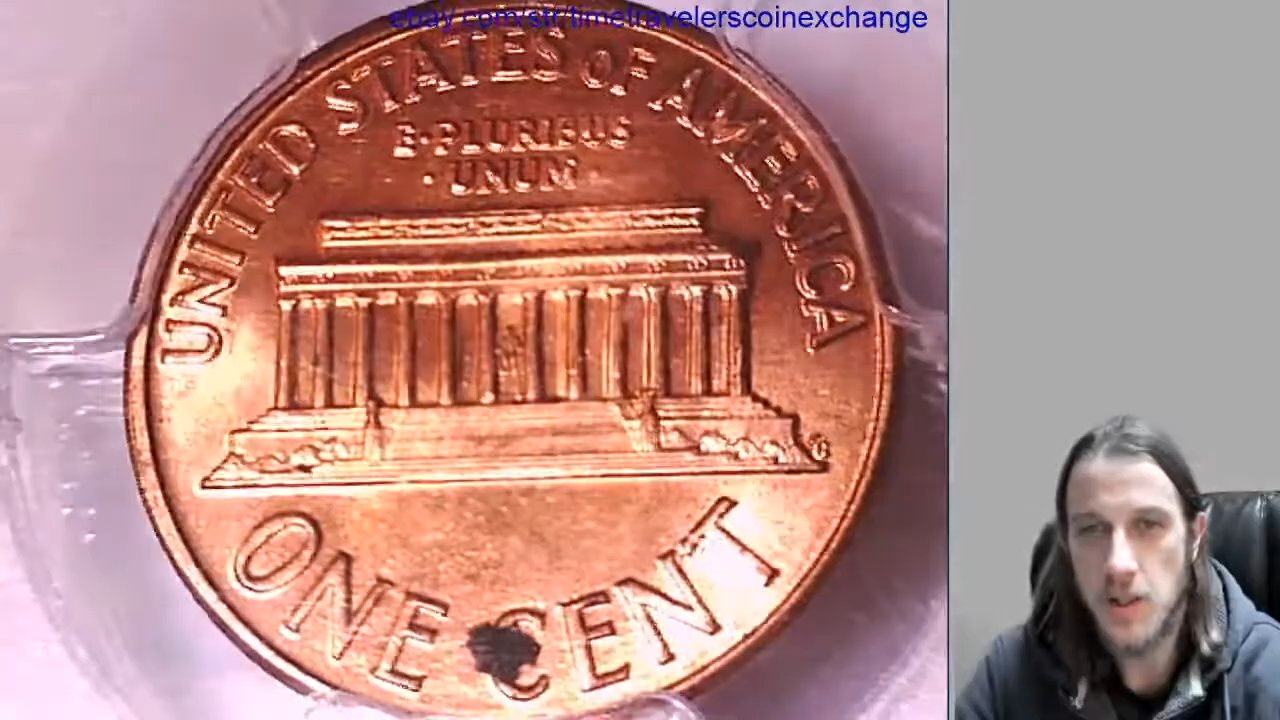 ebay.com/str/timetravelerscoinexchange
UNITED STATES OF AMERICA
E·PLURIBUS
·UNUM·
ONE CENT